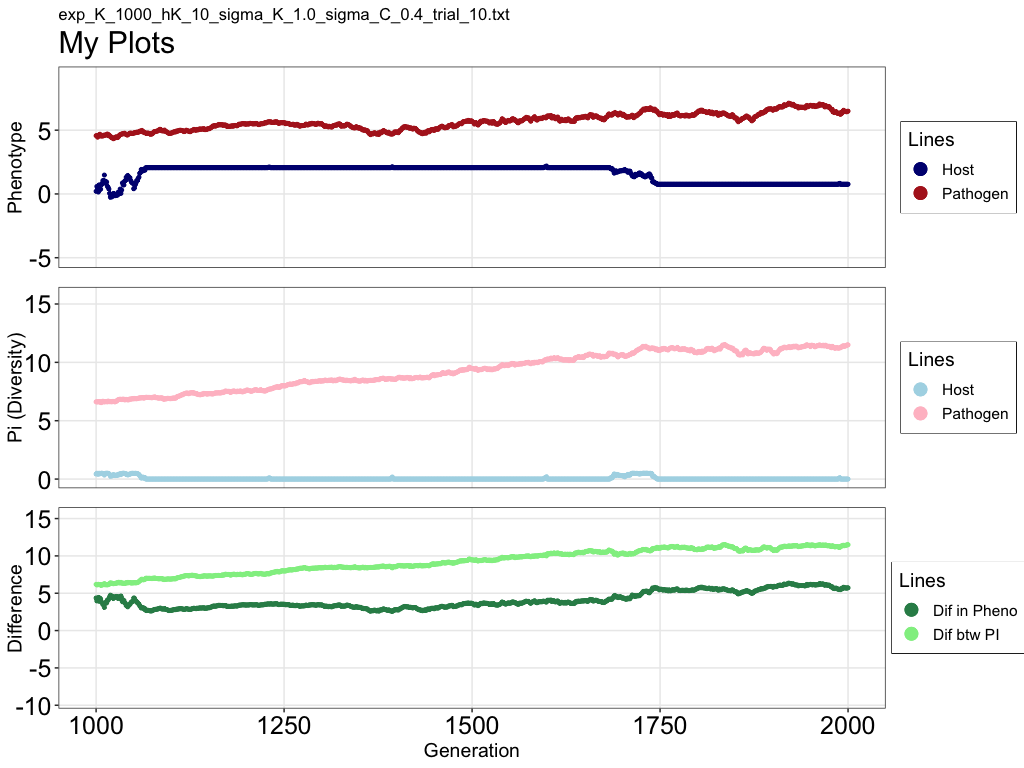 exp_K_1000_hK_10_sigma_K_1.0_sigma_C_0.4_trial_10.txt
My Plots
Phenotype
5
0
-5
Lines
Host
Pathogen
Pi (Diversity)
15
10
5
0
Lines
Host
Pathogen
Difference
15
10
5
0
-5
-10
Lines
Dif in Pheno
Dif btw PI
1000
1250
1500
1750
2000
Generation